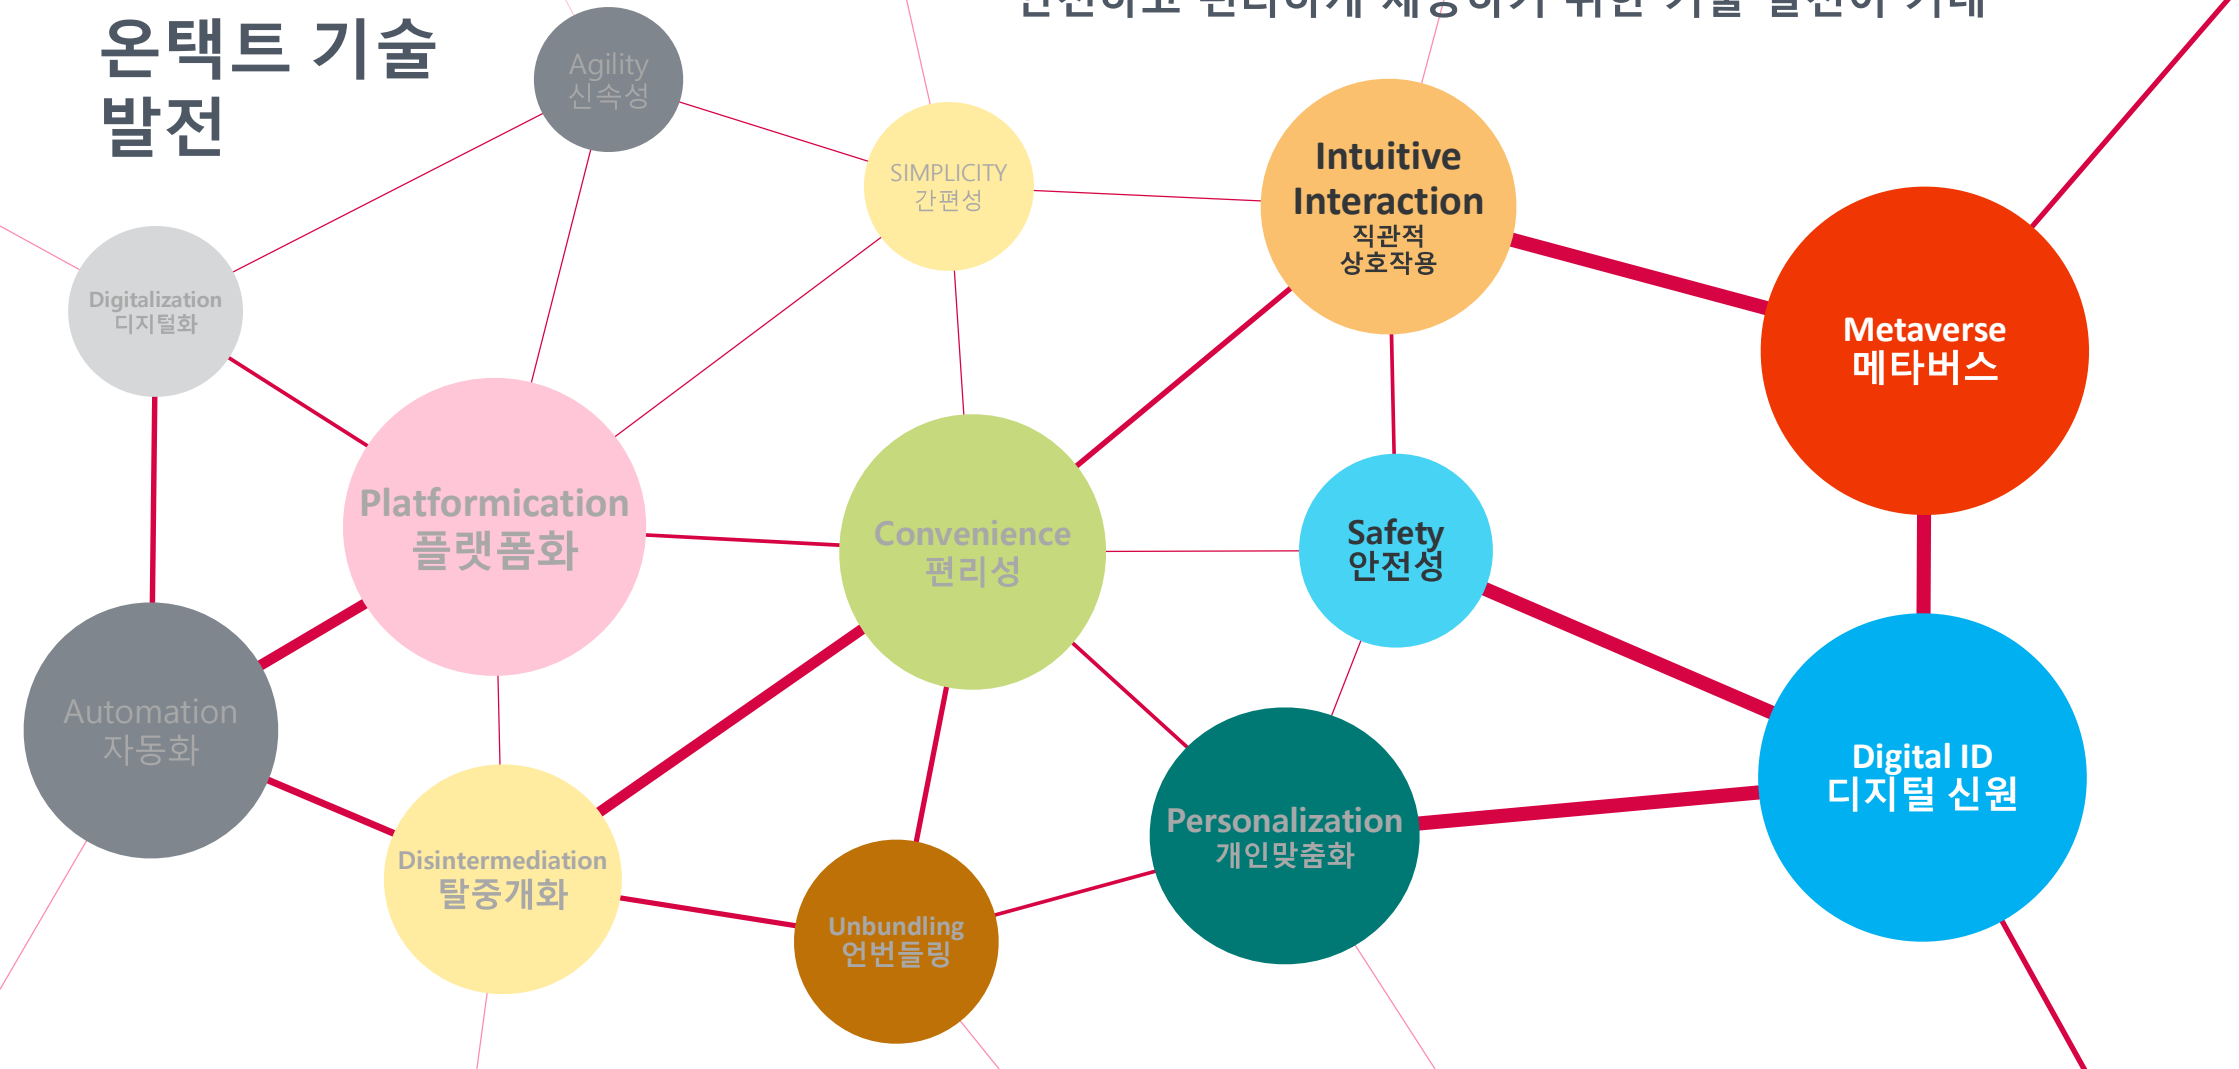 온택트 기술
발전
Agility
신속성
SIMPLICITY
간편성
Intuitive
Interaction
직관적
상호작용
Metaverse
메타버스
Digitalization
디지털화
Platformication
플랫폼화
Convenience
편리성
Safety
안전성
Automation
자동화
Digital ID
디지털 신원
Disintermediation
탈중개화
Personalization
개인맞춤화
Unbundling
언번들링